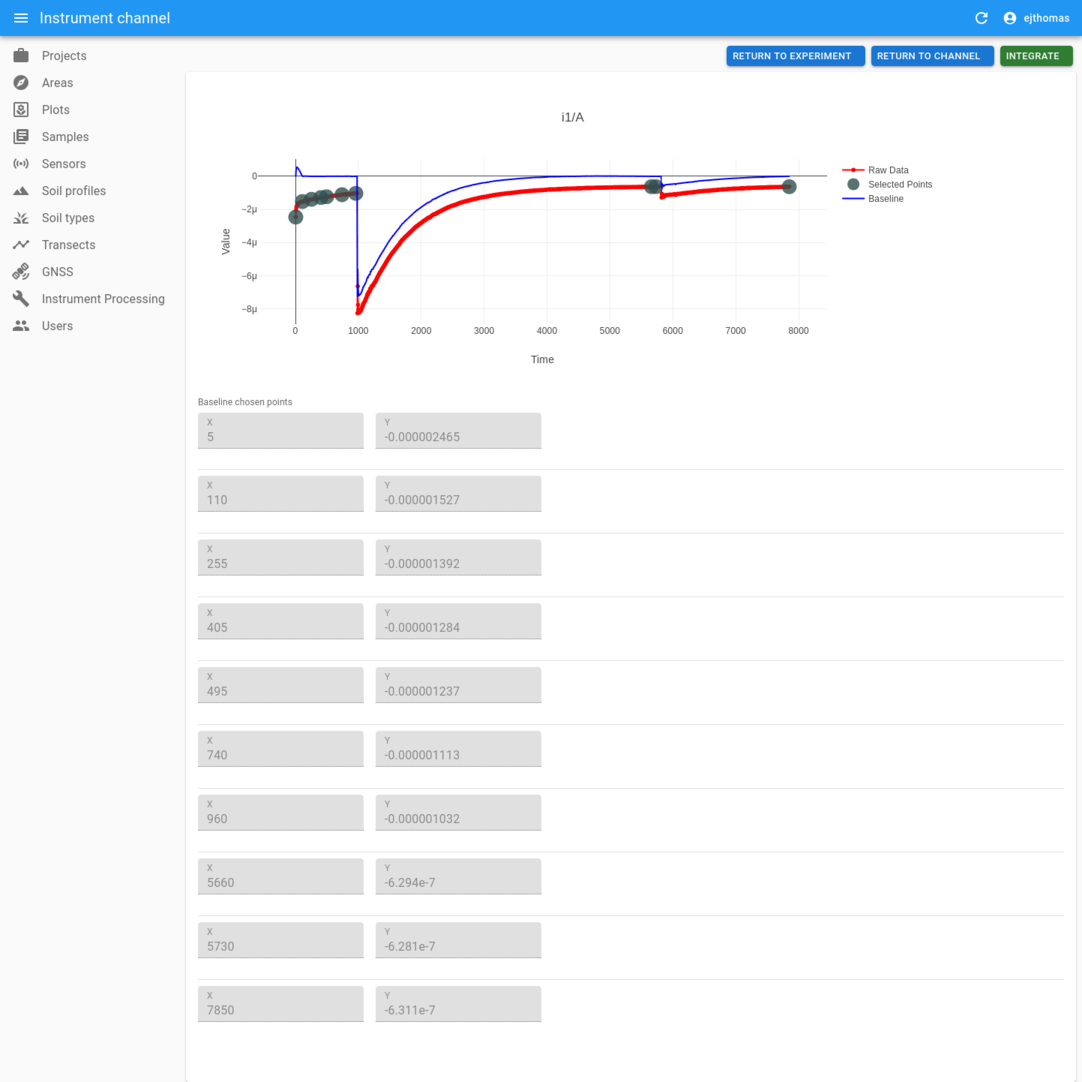 Instrument channel
ejthomas
Projects
Areas
Plots
Samples
Sensors
Soil profiles
Soil types
Transects
GNSS
Instrument Processing
Users
RETURN TO EXPERIMENT
RETURN TO CHANNEL
INTEGRATE
i1/A
0
−2μ
−4μ
−6μ
−8μ
Value
0 1000 2000 3000 4000 5000 6000 7000 8000
Time
Raw Data
Selected Points
Baseline
Baseline chosen points
X Y
5 -0.000002465
X Y
110 -0.000001527
X Y
255 -0.000001392
X Y
405 -0.000001284
X Y
495 -0.000001237
X Y
740 -0.000001113
X Y
960 -0.000001032
X Y
5660 -6.294e-7
X Y
5730 -6.281e-7
X Y
7850 -6.311e-7